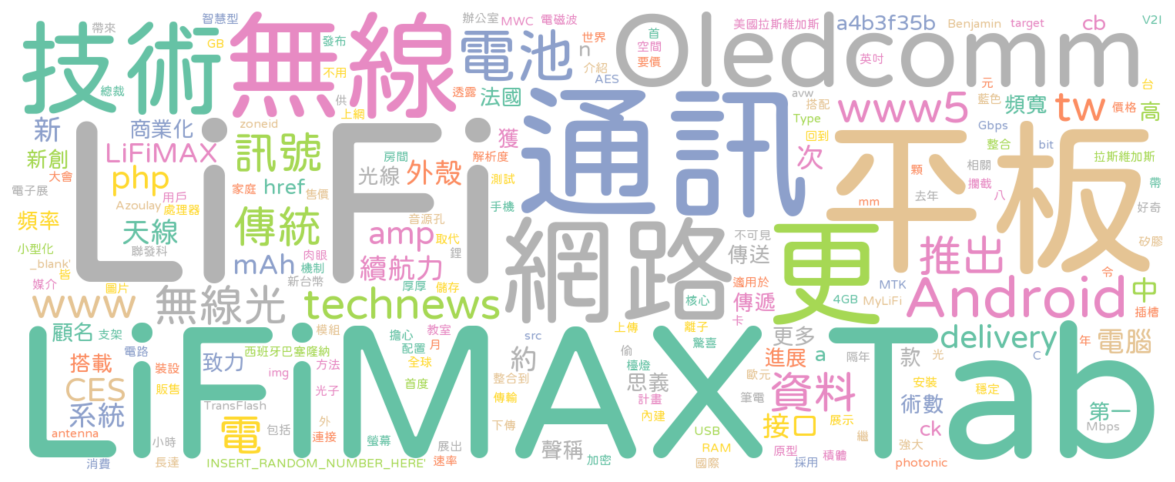 帶來 智慧型 辦公室 MWC 電磁波 首 美國拉斯維加斯 a4b3f35b Benjamin target cb V2I
技術 無線 電池 n 世界 空間 Oledcomm
GB 發布 介紹 要價 英吋
總裁 不用 供 透露 法國 AES avw 元 藍色 台
上網 搭配 www5 頻寬 tw 價格 高
新 商業化 zoneid 訊號 獲 通訊 Type 回到 Gbps bit
LiFi 平板
新創 LiFiMAX 房間 外殼 解析度 次 整合 拉斯維加斯
大會 php href 光線 測試 顆 相關 攔截 帶
電子展 用戶 家庭 售價 手機 mm 去年 八 好奇
Azoulay 處理器 傳統 音源孔
頻率 天線 amp 取代 網路 不可見 更 推出 矽膠
小型化 聯發科 肉眼 鋰 傳送
_blank' mAh 機制 續航力 適用於 MTK 令
皆 新台幣 Android 中
媒介 圖片 www 無線光 厚厚 儲存 technews 核心 傳遞 4GB MyLiFi 插槽
顧名 支架 模組 擔心 教室 src 上傳 離子 卡 更多 delivery 年 電腦
LiFiMAX Tab
電路 西班牙巴塞隆納 配置 月 偷 驚喜 a 隔年 光 C
搭載 裝設 致力 方法 全球 約 檯燈 進展 款
CES img 光子 首度 整合到 思義 計畫 歐元 資料 安裝 穩定
販售 傳輸 筆電 術數 第一
系統 TransFlash 電 外 內建 接口 展示 Mbps
antenna 小時 包括 連接 螢幕 展出 下傳 聲稱 USB 原型 繼 ck 強大
消費 長達 INSERT_RANDOM_NUMBER_HERE' 速率 加密 RAM 國際 採用 積體 photonic